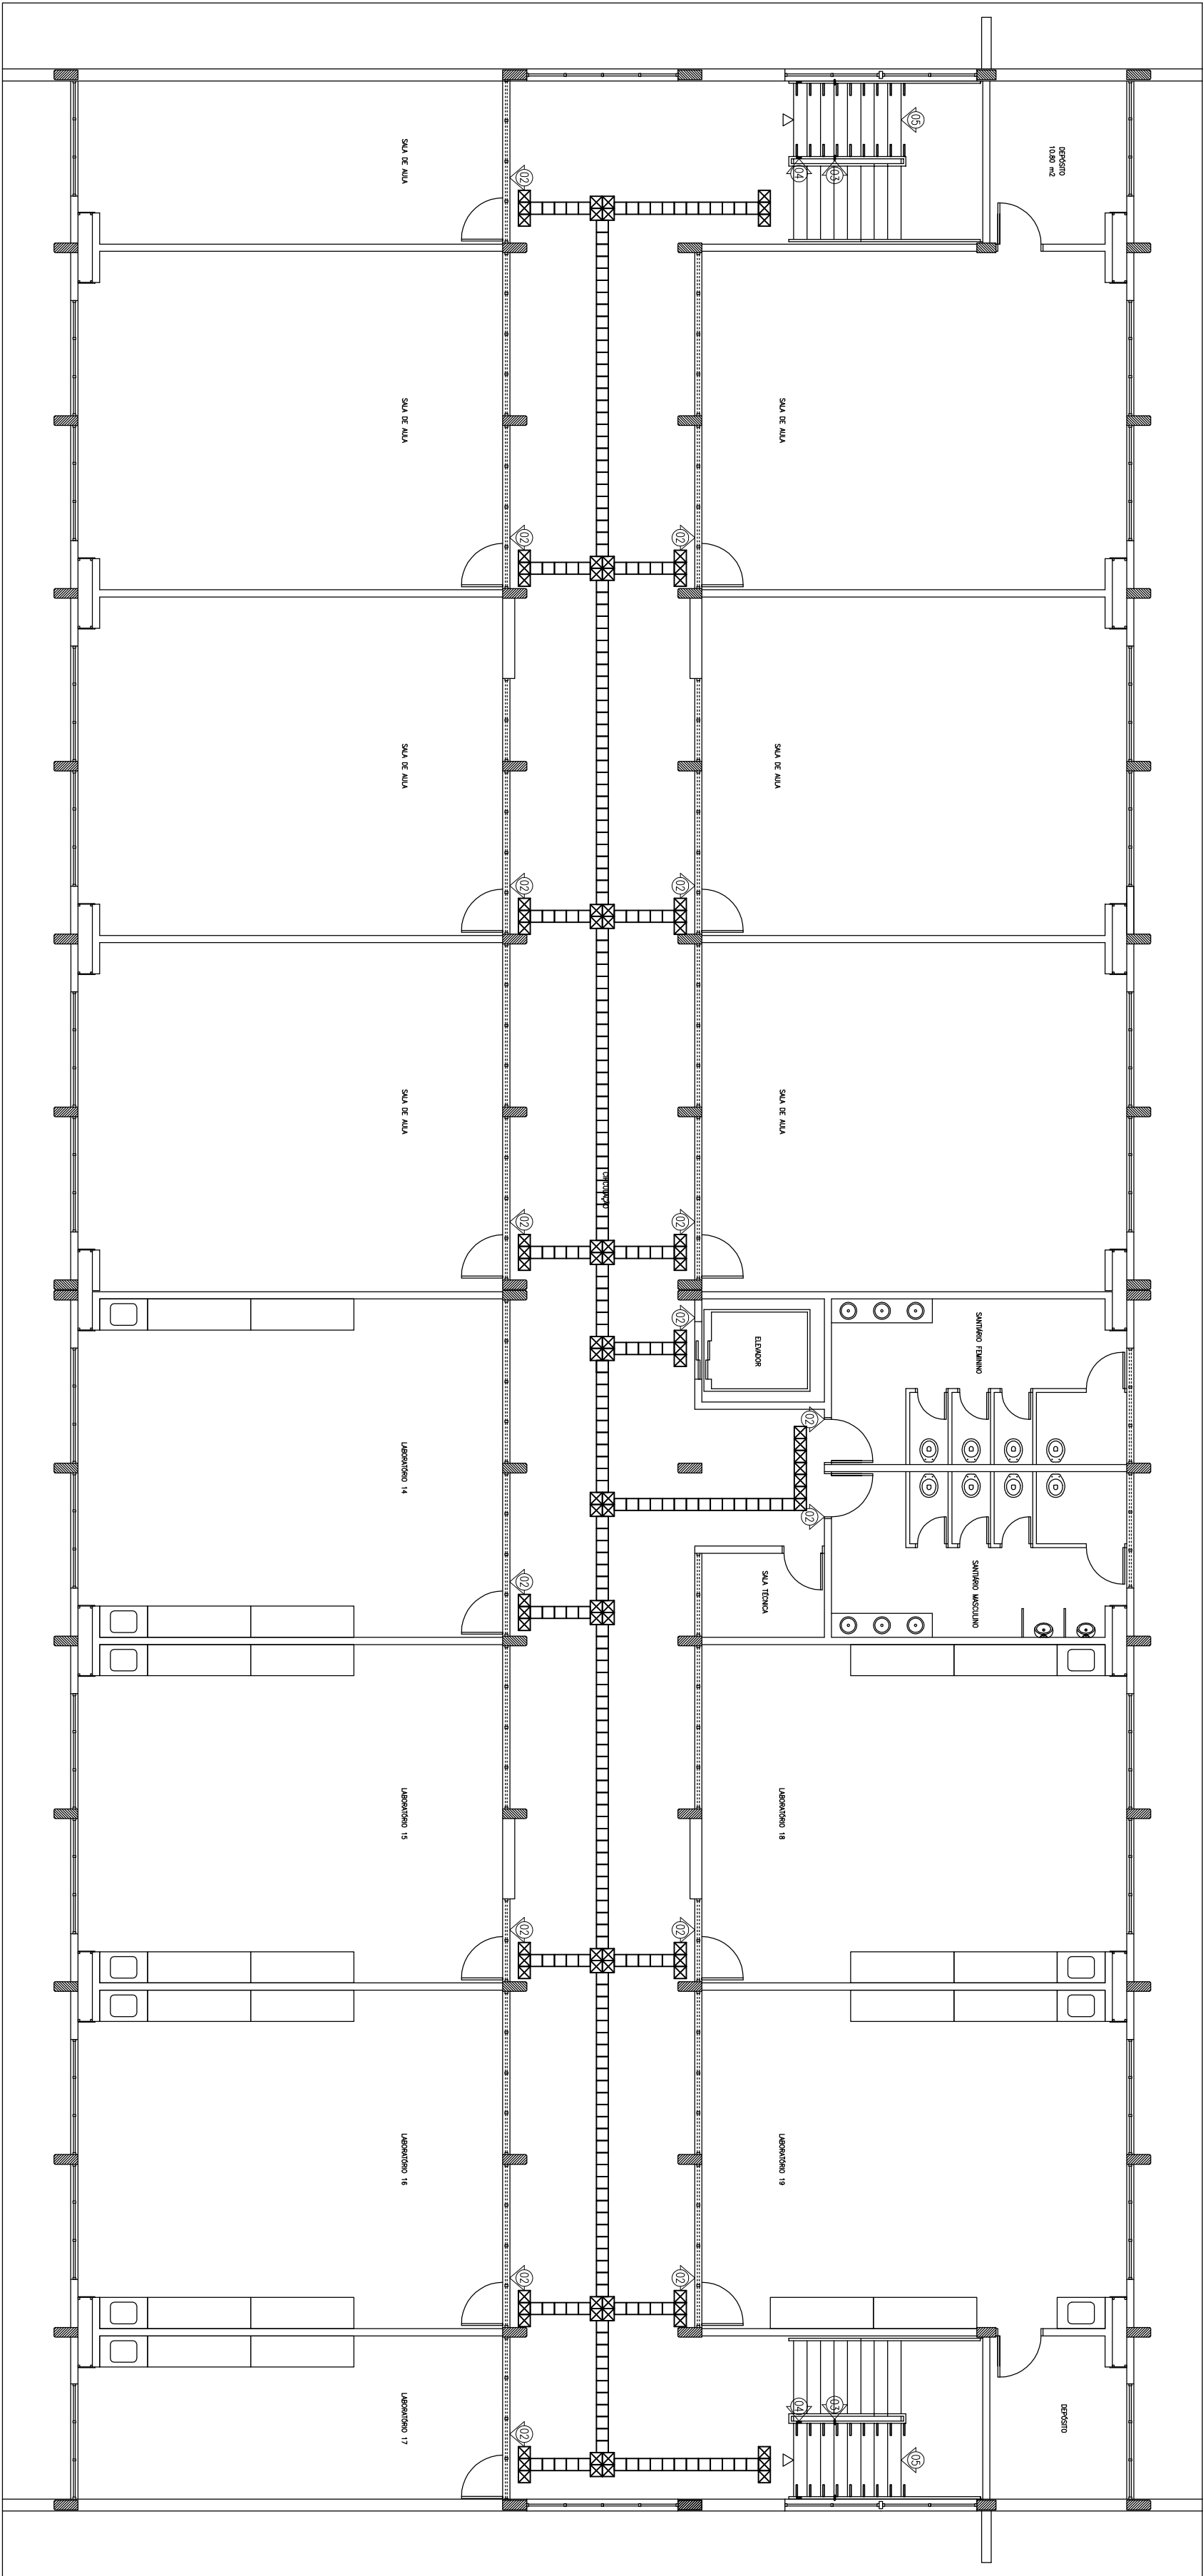 DEPÓSITO
10.80 m2
DEPÓSITO
SANITÁRIO FEMININO
SANITÁRIO MASCULINO
05
05
03
03
04
04
02
02
SALA DE AULA
SALA DE AULA
SALA DE AULA
ELEVADOR
SALA TÉCNICA
LABORATÓRIO 18
LABORATÓRIO 19
02
02
02
02
02
02
CIRCULAÇÃO
02
02
02
02
02
02
02
02
SALA DE AULA
SALA DE AULA
SALA DE AULA
SALA DE AULA
LABORATÓRIO 14
LABORATÓRIO 15
LABORATÓRIO 16
LABORATÓRIO 17